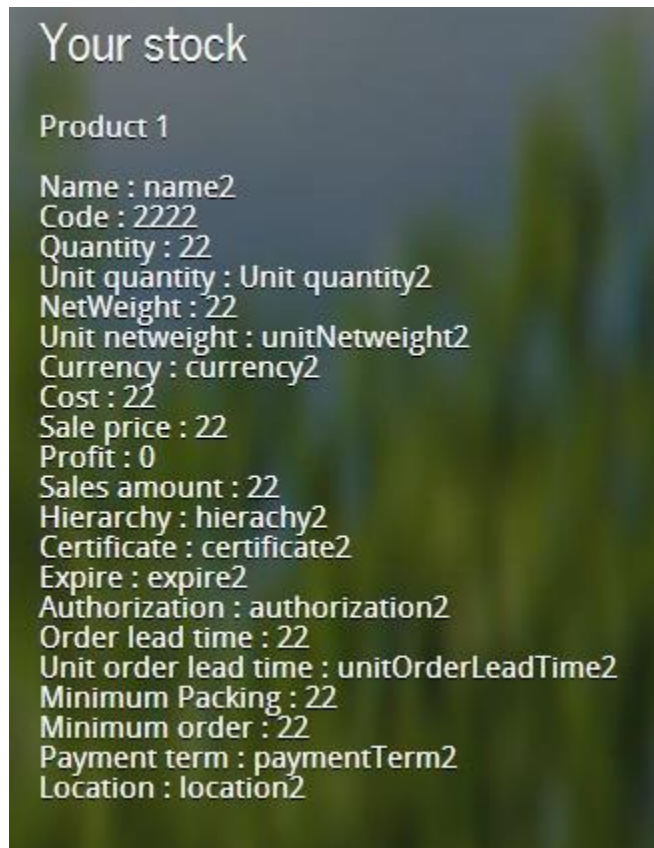 Your stock
Product 1
Name : name2
Code : 2222
Quantity : 22
Unit quantity : Unit quantity2
NetWeight : 22
Unit netweight : unitNetweight2
Currency : currency2
Cost : 22
Sale price : 22
Profit : 0
Sales amount : 22
Hierarchy : hierachy2
Certificate : certificate2
Expire : expire2
Authorization : authorization2
Order lead time : 22
Unit order lead time : unitOrderLeadTime2
Minimum Packing : 22
Minimum order : 22
Payment term : paymentTerm2
Location : location2